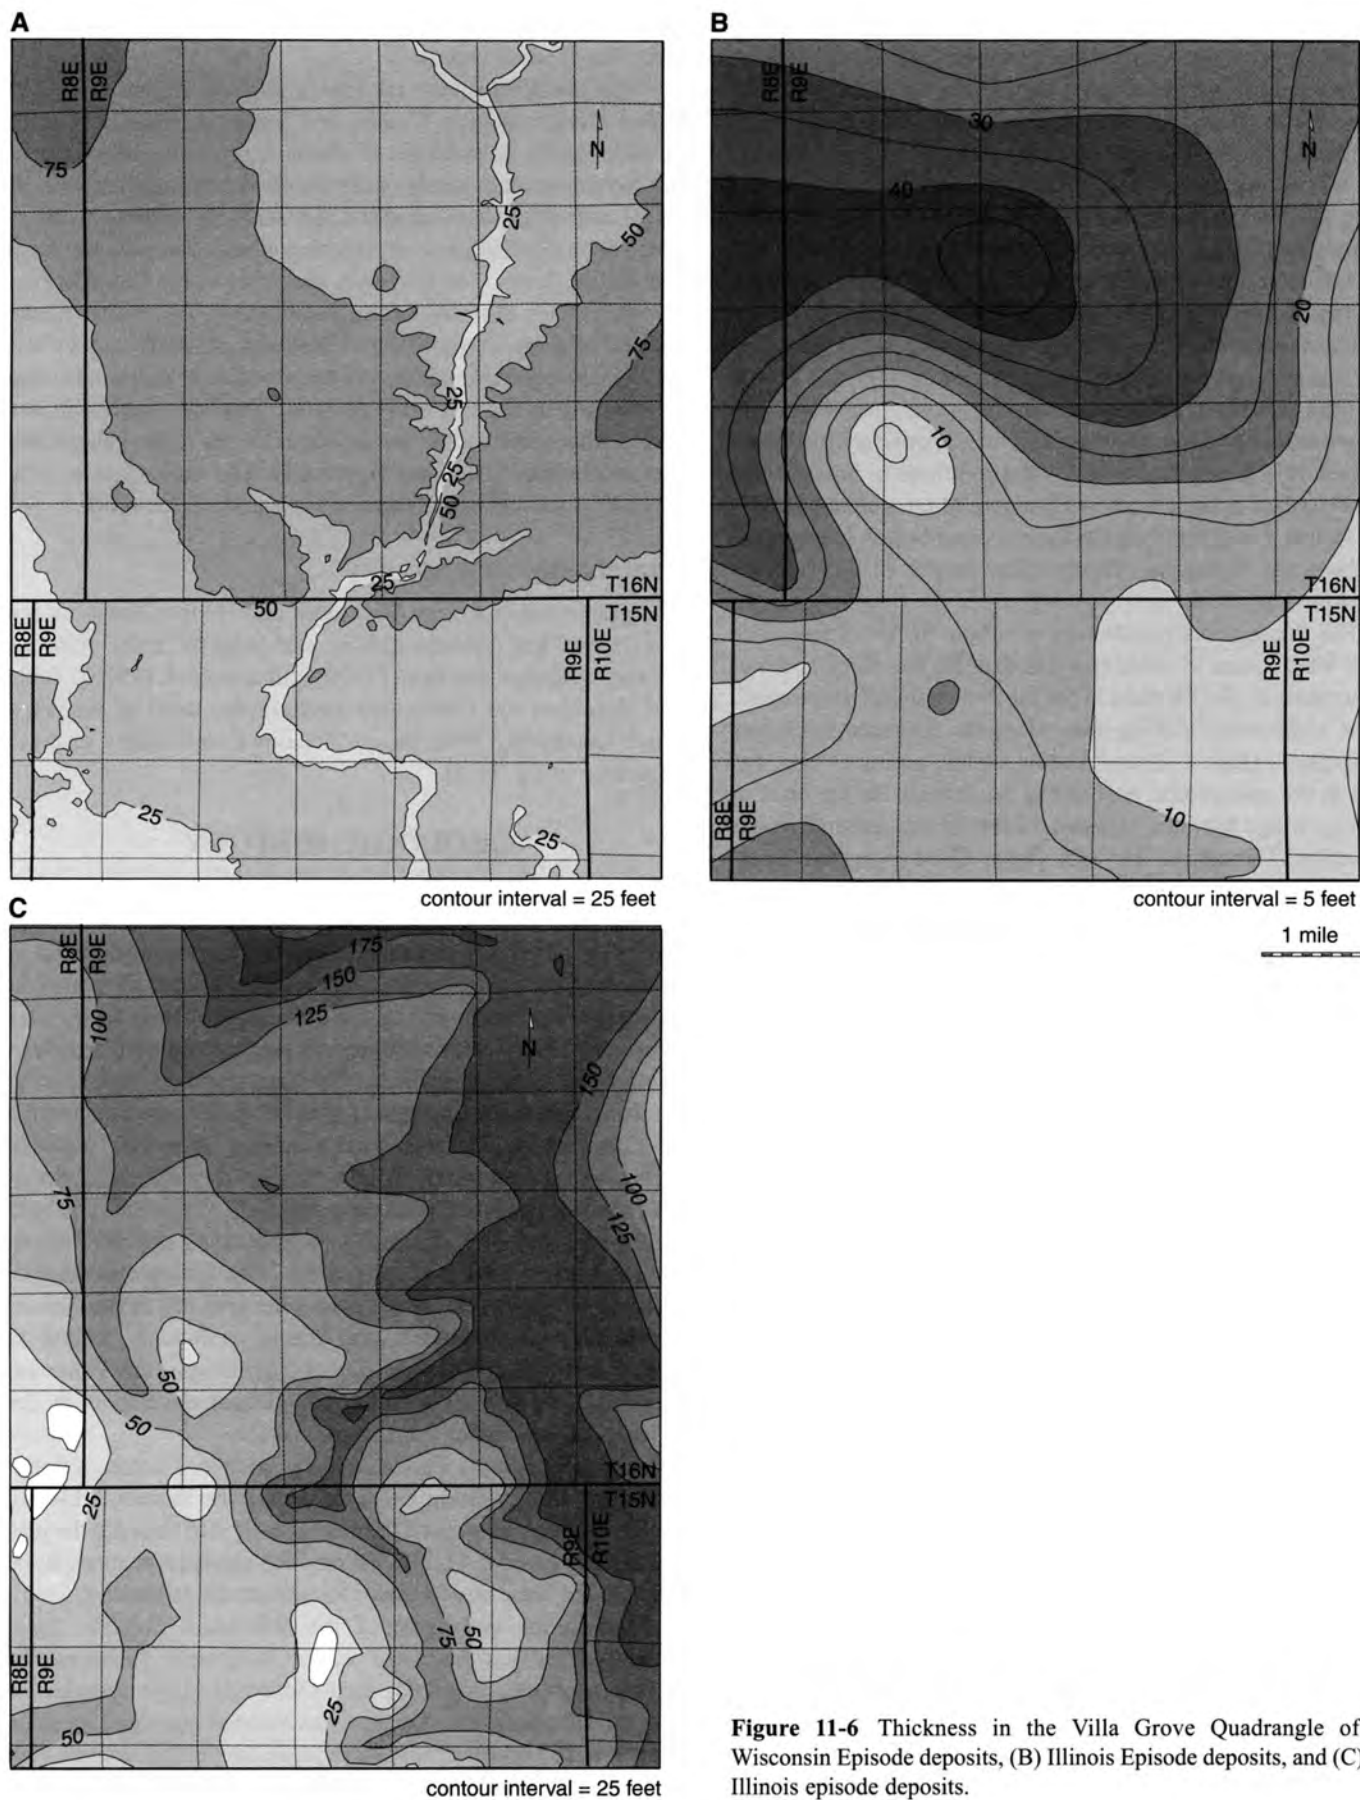 A
R8E
R9E
75
N
25
50
75
25
25
50
25
T16N
T15N
50
R8E
R9E
R9E
R10E
25
25
contour interval = 25 feet
B
R8E
R9E
30
N
40
20
10
T16N
T15N
R9E
R10E
R8E
R9E
10
contour interval = 5 feet
1 mile
C
R8E
R9E
175
150
125
100
N
150
100
125
75
50
50
T16N
T15N
25
R9E
R10E
75
50
R8E
R9E
25
50
contour interval = 25 feet
Figure 11-6 Thickness in the Villa Grove Quadrangle of
Wisconsin Episode deposits, (B) Illinois Episode deposits, and (C)
Illinois episode deposits.